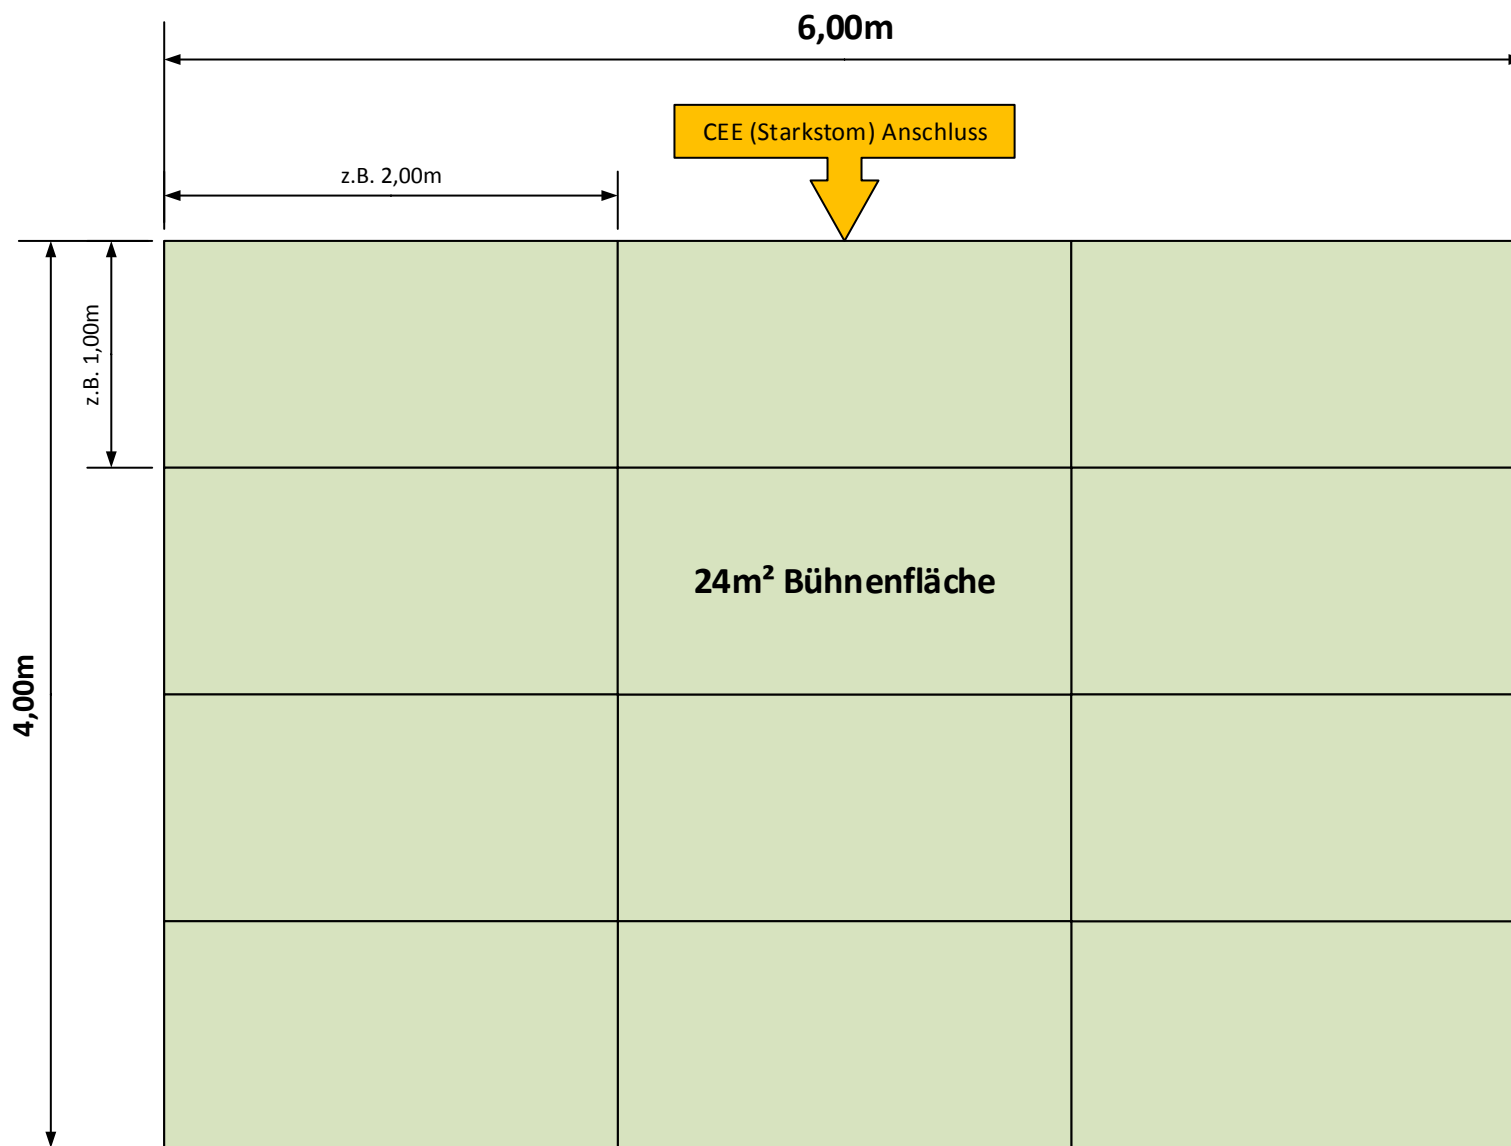 6,00m
CEE (Starkstom) Anschluss
z.B. 2,00m
z.B. 1,00m
24m² Bühnenfläche
4,00m